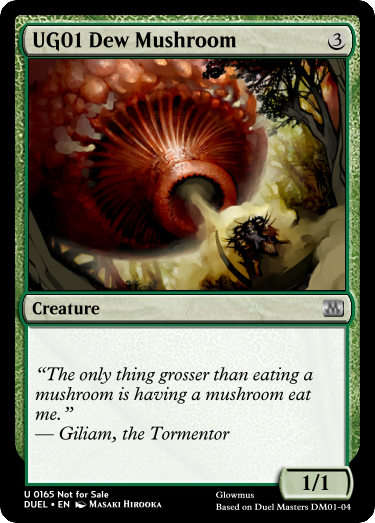 UG01 Dew Mushroom 3
Creature
“The only thing grosser than eating a
mushroom is having a mushroom eat
me.”
— Giliam, the Tormentor
1/1
U 0165 Not for Sale
DUEL • EN Masaki Hirooka
Glowmus
Based on Duel Masters DM01-04